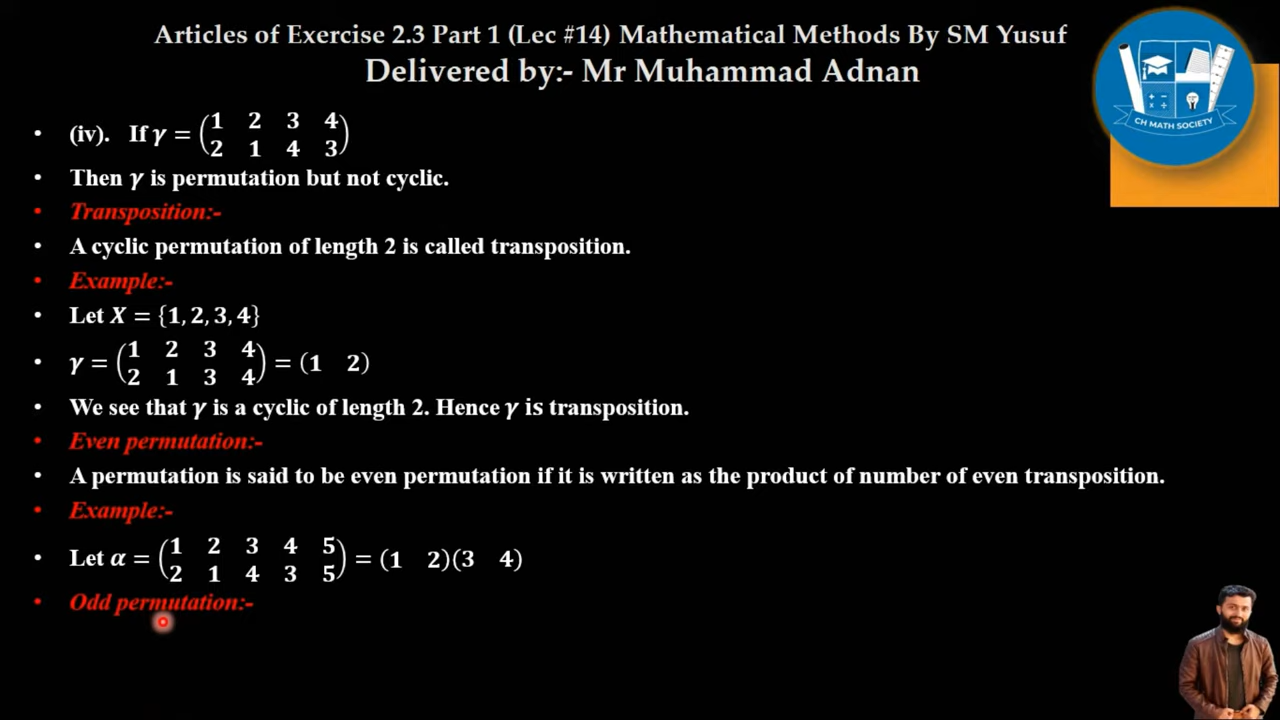 Articles of Exercise 2.3 Part 1 (Lec #14) Mathematical Methods By SM Yusuf
Delivered by:- Mr Muhammad Adnan
CH MATH SOCIETY
• (iv). If γ = (1 2 3 4
2 1 4 3)
• Then γ is permutation but not cyclic.
• Transposition:-
• A cyclic permutation of length 2 is called transposition.
• Example:-
• Let X = {1, 2, 3, 4}
• γ = (1 2 3 4
2 1 3 4) = (1 2)
• We see that γ is a cyclic of length 2. Hence γ is transposition.
• Even permutation:-
• A permutation is said to be even permutation if it is written as the product of number of even transposition.
• Example:-
• Let α = (1 2 3 4 5
2 1 4 3 5) = (1 2)(3 4)
• Odd permutation:-